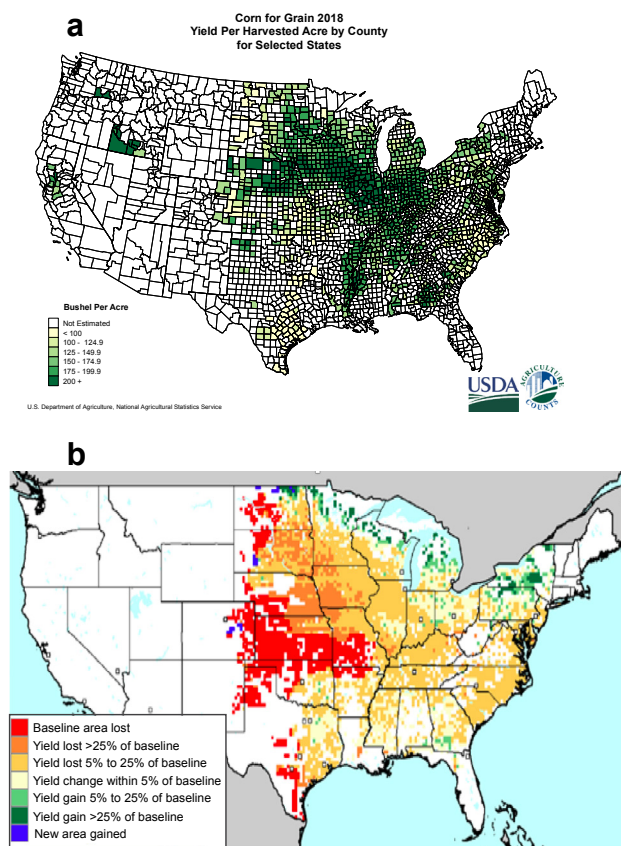 a
Corn for Grain 2018
Yield Per Harvested Acre by County
for Selected States
Bushel Per Acre
Not Estimated
< 100
100 - 124.9
125 - 149.9
150 - 174.9
175 - 199.9
200 +
USDA
AGRICULTURE
COUNTS
U.S. Department of Agriculture, National Agricultural Statistics Service
b
Baseline area lost
Yield lost >25% of baseline
Yield lost 5% to 25% of baseline
Yield change within 5% of baseline
Yield gain 5% to 25% of baseline
Yield gain >25% of baseline
New area gained